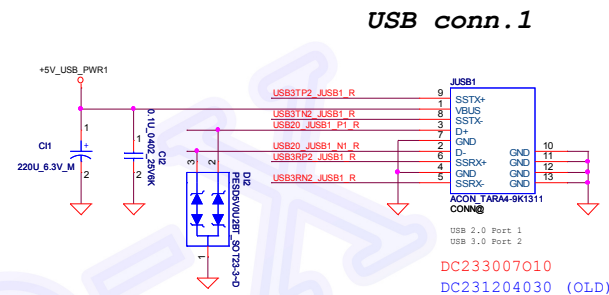 USB conn.1
+5V_USB_PWR1
JUSB1
USB3TP2_JUSB1_R
9
SSTX+
1
VBUS
USB3TN2_JUSB1_R
8
SSTX-
USB20_JUSB1_P1_R
3
D+
7
GND
USB20_JUSB1_N1_R
2
D-
GND
10
USB3RP2_JUSB1_R
6
SSRX+
GND
11
4
GND
GND
12
USB3RN2_JUSB1_R
5
SSRX-
GND
13
ACON_TARA4-9K1311
CONN@
1
+
CI1
220U_6.3V_M
2
1
2
0.1U_0402_25V6K
CI2
3
2
1
DI2
PESD5V0U2BT_SOT23-3~D
USB 2.0 Port 1
USB 3.0 Port 2
DC233007O10
DC231204030 (OLD)